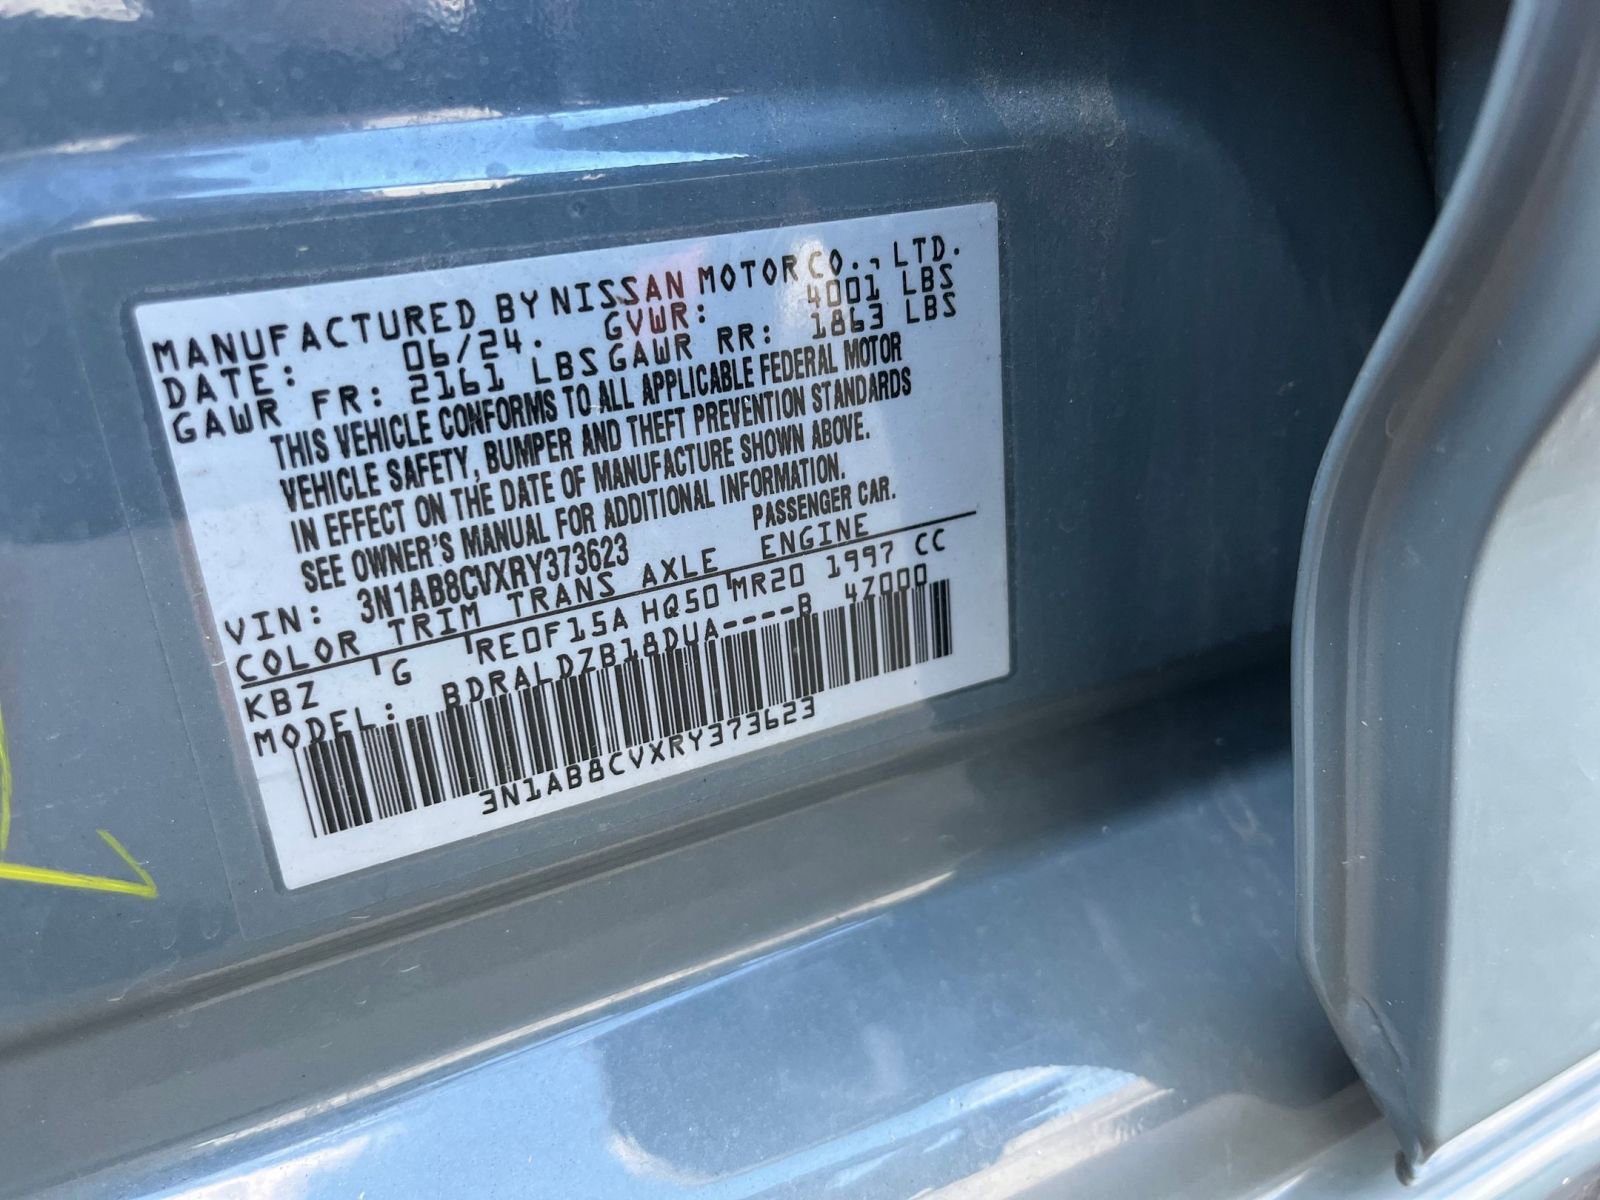 MANUFACTURED BY NISSAN MOTOR CO., LTD.
DATE: 06/24. GVWR: 4001 LBS
GAWR FR: 2161 LBS GAWR RR: 1863 LBS
THIS VEHICLE CONFORMS TO ALL APPLICABLE FEDERAL MOTOR
VEHICLE SAFETY, BUMPER AND THEFT PREVENTION STANDARDS
IN EFFECT ON THE DATE OF MANUFACTURE SHOWN ABOVE.
SEE OWNER'S MANUAL FOR ADDITIONAL INFORMATION.
VIN: 3N1AB8CVXRY373623 PASSENGER CAR.
COLOR TRIM TRANS AXLE ENGINE
KBZ G RE0F15A HQ50 MR20 1997 CC
MODEL: BDRALDZB18DUA----B 4Z000
3N1AB8CVXRY373623